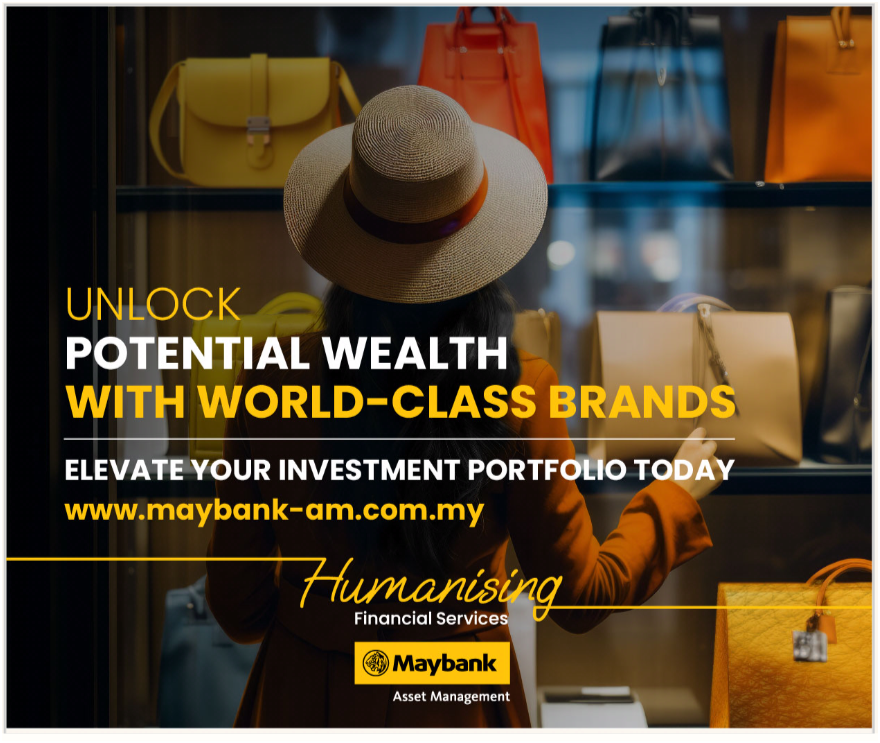 UNLOCK
POTENTIAL WEALTH
WITH WORLD-CLASS BRANDS
ELEVATE YOUR INVESTMENT PORTFOLIO TODAY
www.maybank-am.com.my
Humanising
Financial Services
Maybank
Asset Management